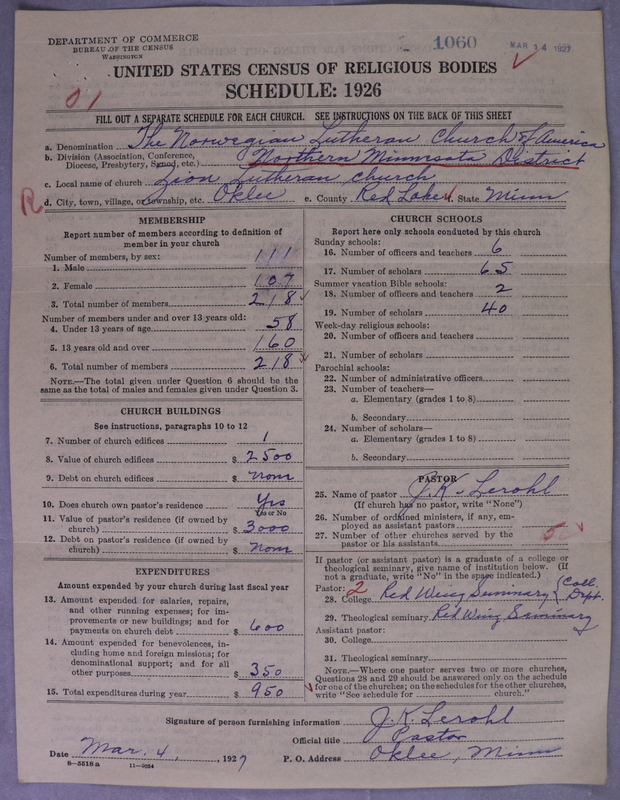 DEPARTMENT OF COMMERCE
BUREAU OF THE CENSUS
WASHINGTON
1060
MAR 14 1927
UNITED STATES CENSUS OF RELIGIOUS BODIES
SCHEDULE: 1926
01
FILL OUT A SEPARATE SCHEDULE FOR EACH CHURCH. SEE INSTRUCTIONS ON THE BACK OF THIS SHEET
a. Denomination The Norwegian Lutheran Church of America
b. Division (Association, Conference, Diocese, Presbytery, Synod, etc.) Northern Minnesota District
c. Local name of church Zion Lutheran Church
R
d. City, town, village, or township, etc. Oklee e. County Red Lake f. State Minn
MEMBERSHIP
Report number of members according to definition of
member in your church
Number of members, by sex:
1. Male 111
2. Female 107
3. Total number of members 218
Number of members under and over 13 years old:
4. Under 13 years of age 58
5. 13 years old and over 160
6. Total number of members 218
NOTE.—The total given under Question 6 should be
same as the total of males and females given under Question 3.
CHURCH BUILDINGS
See instructions, paragraphs 10 to 12
7. Number of church edifices 1
8. Value of church edifices $ 2500
9. Debt on church edifices $ none
10. Does church own pastor's residence Yes
Yes or No
11. Value of pastor's residence (if owned by
church) $ 3000
12. Debt on pastor's residence (if owned by
church) $ none
EXPENDITURES
Amount expended by your church during last fiscal year
13. Amount expended for salaries, repairs,
and other running expenses; for im-
provements or new buildings; and for
payments on church debt $ 600
14. Amount expended for benevolences, in-
cluding home and foreign missions; for
denominational support; and for all
other purposes $ 350
15. Total expenditures during year $ 950
CHURCH SCHOOLS
Report here only schools conducted by this church
Sunday schools:
16. Number of officers and teachers 6
17. Number of scholars 65
Summer vacation Bible schools:
18. Number of officers and teachers 2
19. Number of scholars 40
Week-day religious schools:
20. Number of officers and teachers
21. Number of scholars
Parochial schools:
22. Number of administrative officers
23. Number of teachers—
a. Elementary (grades 1 to 8)
b. Secondary
24. Number of scholars—
a. Elementary (grades 1 to 8)
b. Secondary
PASTOR
25. Name of pastor J. K. Lerohl
(If church has no pastor, write "None")
26. Number of ordained ministers, if any, em-
ployed as assistant pastors
27. Number of other churches served by the
pastor or his assistants
If pastor (or assistant pastor) is a graduate of a college or
theological seminary, give name of institution below. (If
not a graduate, write "No" in the space indicated.)
Pastor: 2
28. College Red Wing Seminary (Coll. Dept.
29. Theological seminary Red Wing Seminary
Assistant pastor:
30. College
31. Theological seminary
NOTE.—Where one pastor serves two or more churches,
Questions 28 and 29 should be answered only on the schedule
for one of the churches; on the schedules for the other churches,
write "See schedule for church."
Signature of person furnishing information J. K. Lerohl
Official title Pastor
Date Mar. 4, 1927 P. O. Address Oklee, Minn
8—5518a 11—9264